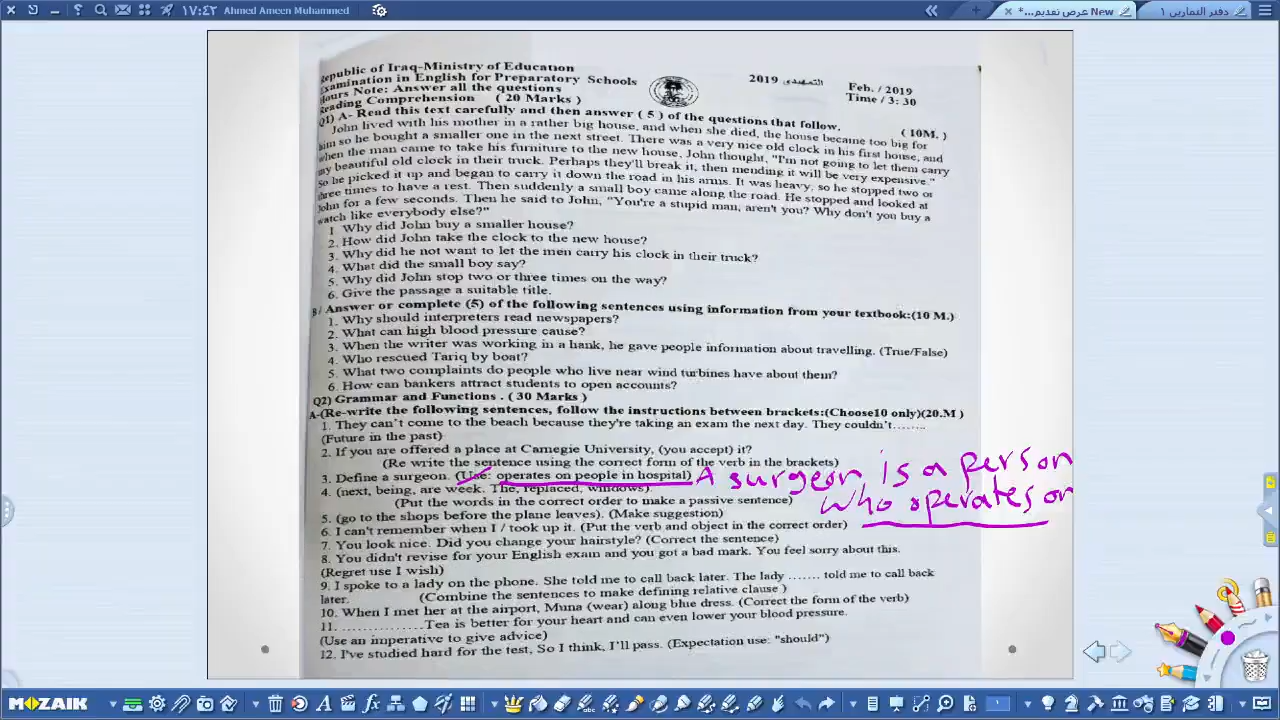 ١٧:٤٢ Ahmed Ameen Muhammed
New عرض تقديم...*
دفتر التمارين ١
Republic of Iraq-Ministry of Education
Examination in English for Preparatory Schools
Hours Note: Answer all the questions
Reading Comprehension ( 20 Marks )
التمهيدي 2019
Feb. / 2019
Time / 3: 30
Q1) A- Read this text carefully and then answer ( 5 ) of the questions that follow. ( 10M. )
John lived with his mother in a rather big house, and when she died, the house became too big for
him so he bought a smaller one in the next street. There was a very nice old clock in his first house, and
when the man came to take his furniture to the new house, John thought, "I'm not going to let them carry
my beautiful old clock in their truck. Perhaps they'll break it, then mending it will be very expensive."
So he picked it up and began to carry it down the road in his arms. It was heavy, so he stopped two or
three times to have a rest. Then suddenly a small boy came along the road. He stopped and looked at
John for a few seconds. Then he said to John, "You're a stupid man, aren't you? Why don't you buy a
watch like everybody else?"
1 Why did John buy a smaller house?
2. How did John take the clock to the new house?
3. Why did he not want to let the men carry his clock in their truck?
4. What did the small boy say?
5. Why did John stop two or three times on the way?
6. Give the passage a suitable title.
B/ Answer or complete (5) of the following sentences using information from your textbook:(10 M.)
1. Why should interpreters read newspapers?
2. What can high blood pressure cause?
3. When the writer was working in a hank, he gave people information about travelling. (True/False)
4. Who rescued Tariq by boat?
5. What two complaints do people who live near wind turbines have about them?
6. How can bankers attract students to open accounts?
Q2) Grammar and Functions . ( 30 Marks )
A-(Re-write the following sentences, follow the instructions between brackets:(Choose10 only)(20.M )
1. They can't come to the beach because they're taking an exam the next day. They couldn't.......
(Future in the past)
2. If you are offered a place at Carnegie University, (you accept) it?
(Re write the sentence using the correct form of the verb in the brackets)
3. Define a surgeon. (Use: operates on people in hospital) A surgeon is a person
who operates on
4. (next, being, are week. The, replaced, windows).
(Put the words in the correct order to make a passive sentence)
5. (go to the shops before the plane leaves). (Make suggestion)
6. I can't remember when I / took up it. (Put the verb and object in the correct order)
7. You look nice. Did you change your hairstyle? (Correct the sentence)
8. You didn't revise for your English exam and you got a bad mark. You feel sorry about this.
(Regret use I wish)
9. I spoke to a lady on the phone. She told me to call back later. The lady ....... told me to call back
later. (Combine the sentences to make defining relative clause )
10. When I met her at the airport, Muna (wear) along blue dress. (Correct the form of the verb)
11. ................ Tea is better for your heart and can even lower your blood pressure.
(Use an imperative to give advice)
12. I've studied hard for the test, So I think, I'll pass. (Expectation use: "should")
MOZAIK
1